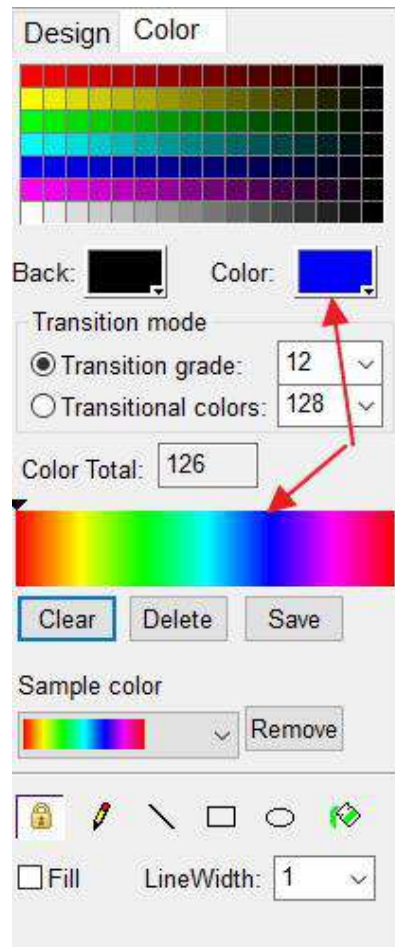 Design Color
Back: Color:
Transition mode
Transition grade: 12
Transitional colors: 128
Color Total: 126
Clear Delete Save
Sample color
Remove
Fill LineWidth: 1